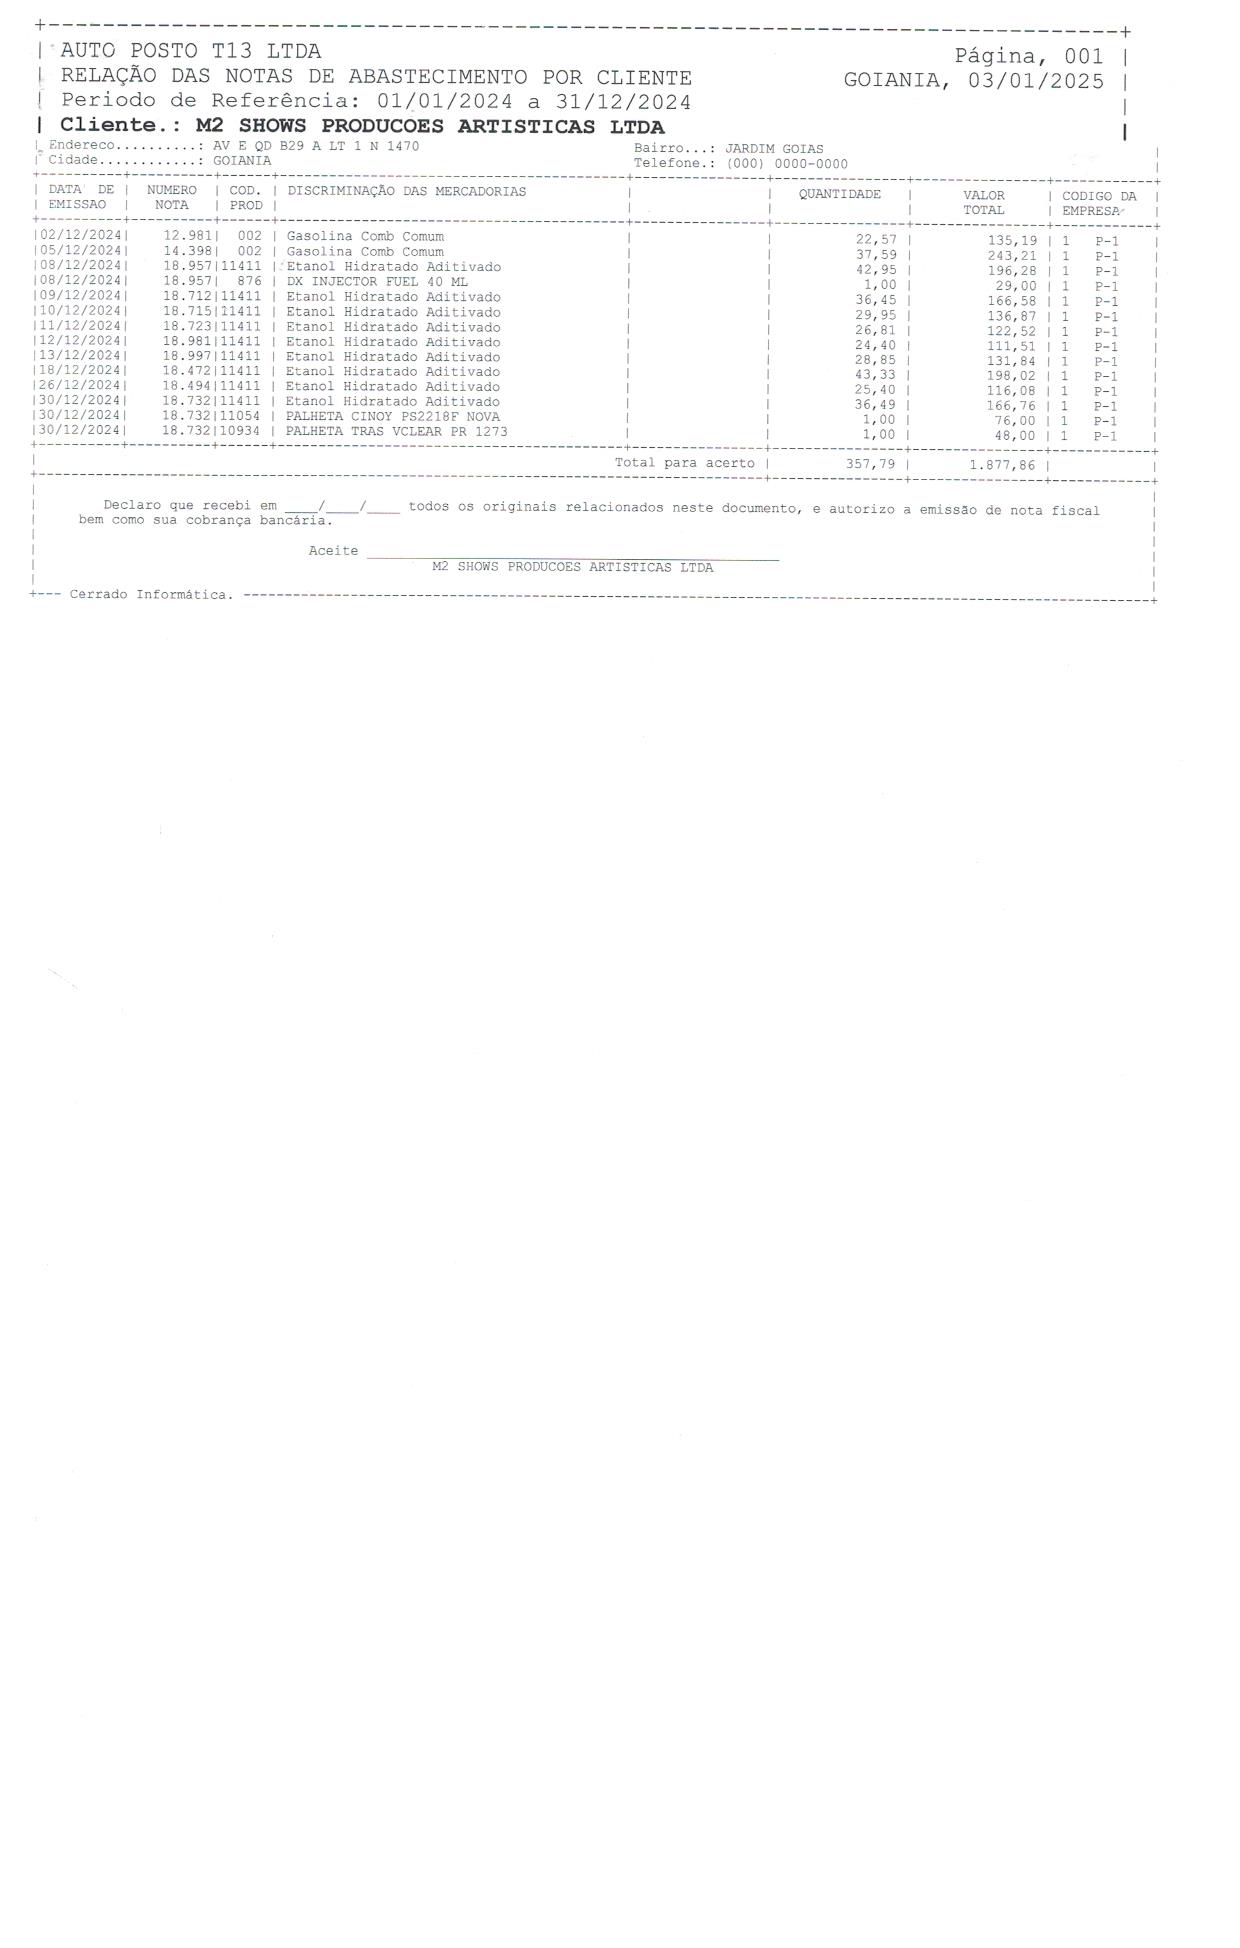 AUTO POSTO T13 LTDA Página, 001
RELAÇÃO DAS NOTAS DE ABASTECIMENTO POR CLIENTE GOIANIA, 03/01/2025
Periodo de Referência: 01/01/2024 a 31/12/2024
Cliente.: M2 SHOWS PRODUCOES ARTISTICAS LTDA
Endereco..........: AV E QD B29 A LT 1 N 1470 Bairro...: JARDIM GOIAS
Cidade............: GOIANIA Telefone.: (000) 0000-0000
| DATA DE | NUMERO | COD. | DISCRIMINAÇÃO DAS MERCADORIAS | | QUANTIDADE | VALOR | CODIGO DA |
| EMISSAO | NOTA | PROD | | | | TOTAL | EMPRESA |
|02/12/2024| 12.981| 002 | Gasolina Comb Comum | | 22,57 | 135,19 | 1 P-1 |
|05/12/2024| 14.398| 002 | Gasolina Comb Comum | | 37,59 | 243,21 | 1 P-1 |
|08/12/2024| 18.957|11411 | Etanol Hidratado Aditivado | | 42,95 | 196,28 | 1 P-1 |
|08/12/2024| 18.957| 876 | DX INJECTOR FUEL 40 ML | | 1,00 | 29,00 | 1 P-1 |
|09/12/2024| 18.712|11411 | Etanol Hidratado Aditivado | | 36,45 | 166,58 | 1 P-1 |
|10/12/2024| 18.715|11411 | Etanol Hidratado Aditivado | | 29,95 | 136,87 | 1 P-1 |
|11/12/2024| 18.723|11411 | Etanol Hidratado Aditivado | | 26,81 | 122,52 | 1 P-1 |
|12/12/2024| 18.981|11411 | Etanol Hidratado Aditivado | | 24,40 | 111,51 | 1 P-1 |
|13/12/2024| 18.997|11411 | Etanol Hidratado Aditivado | | 28,85 | 131,84 | 1 P-1 |
|18/12/2024| 18.472|11411 | Etanol Hidratado Aditivado | | 43,33 | 198,02 | 1 P-1 |
|26/12/2024| 18.494|11411 | Etanol Hidratado Aditivado | | 25,40 | 116,08 | 1 P-1 |
|30/12/2024| 18.732|11411 | Etanol Hidratado Aditivado | | 36,49 | 166,76 | 1 P-1 |
|30/12/2024| 18.732|11054 | PALHETA CINOY PS2218F NOVA | | 1,00 | 76,00 | 1 P-1 |
|30/12/2024| 18.732|10934 | PALHETA TRAS VCLEAR PR 1273 | | 1,00 | 48,00 | 1 P-1 |
| Total para acerto | 357,79 | 1.877,86 | |
Declaro que recebi em ____/____/____ todos os originais relacionados neste documento, e autorizo a emissão de nota fiscal
bem como sua cobrança bancária.
Aceite ____________________
M2 SHOWS PRODUCOES ARTISTICAS LTDA
+--- Cerrado Informática. ---+